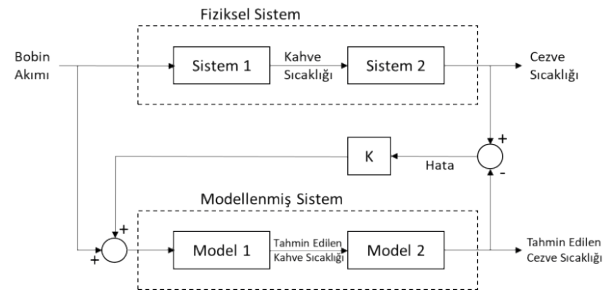 Fiziksel Sistem
Bobin
Akımı
Sistem 1
Kahve
Sıcaklığı
Sistem 2
Cezve
Sıcaklığı
+
K
Hata
-
Modellenmiş Sistem
+
+
Model 1
Tahmin Edilen
Kahve Sıcaklığı
Model 2
Tahmin Edilen
Cezve Sıcaklığı